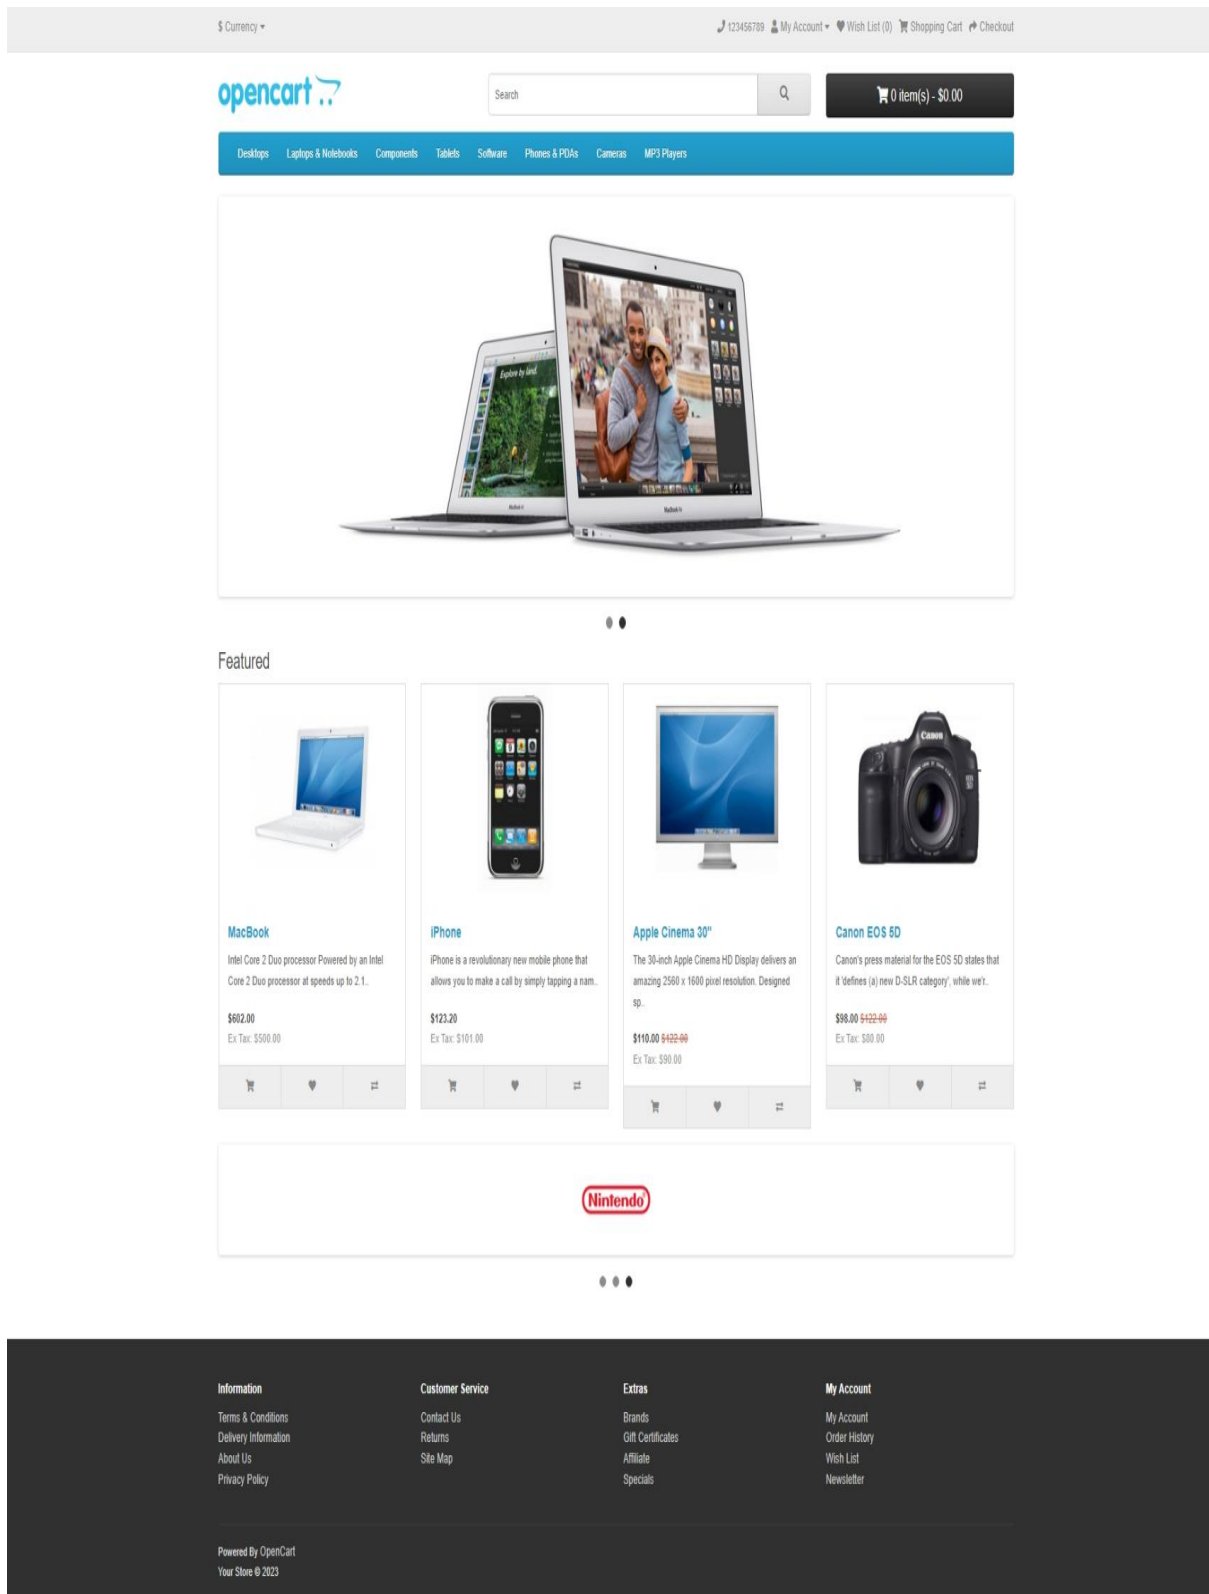 $ Currency
123456789 My Account Wish List (0) Shopping Cart Checkout
opencart
Search
0 item(s) - $0.00
Desktops Laptops & Notebooks Components Tablets Software Phones & PDAs Cameras MP3 Players
Explore by land.
MacBook Air
Featured
Canon
MacBook
Intel Core 2 Duo processor Powered by an Intel
Core 2 Duo processor at speeds up to 2.1..
$602.00
Ex Tax: $500.00
iPhone
iPhone is a revolutionary new mobile phone that
allows you to make a call by simply tapping a nam..
$123.20
Ex Tax: $101.00
Apple Cinema 30"
The 30-inch Apple Cinema HD Display delivers an
amazing 2560 x 1600 pixel resolution. Designed
sp..
$110.00 $122.00
Ex Tax: $90.00
Canon EOS 5D
Canon's press material for the EOS 5D states that
it 'defines (a) new D-SLR category', while we'r..
$98.00 $122.00
Ex Tax: $80.00
Nintendo
Information
Terms & Conditions
Delivery Information
About Us
Privacy Policy
Customer Service
Contact Us
Returns
Site Map
Extras
Brands
Gift Certificates
Affiliate
Specials
My Account
My Account
Order History
Wish List
Newsletter
Powered By OpenCart
Your Store © 2023